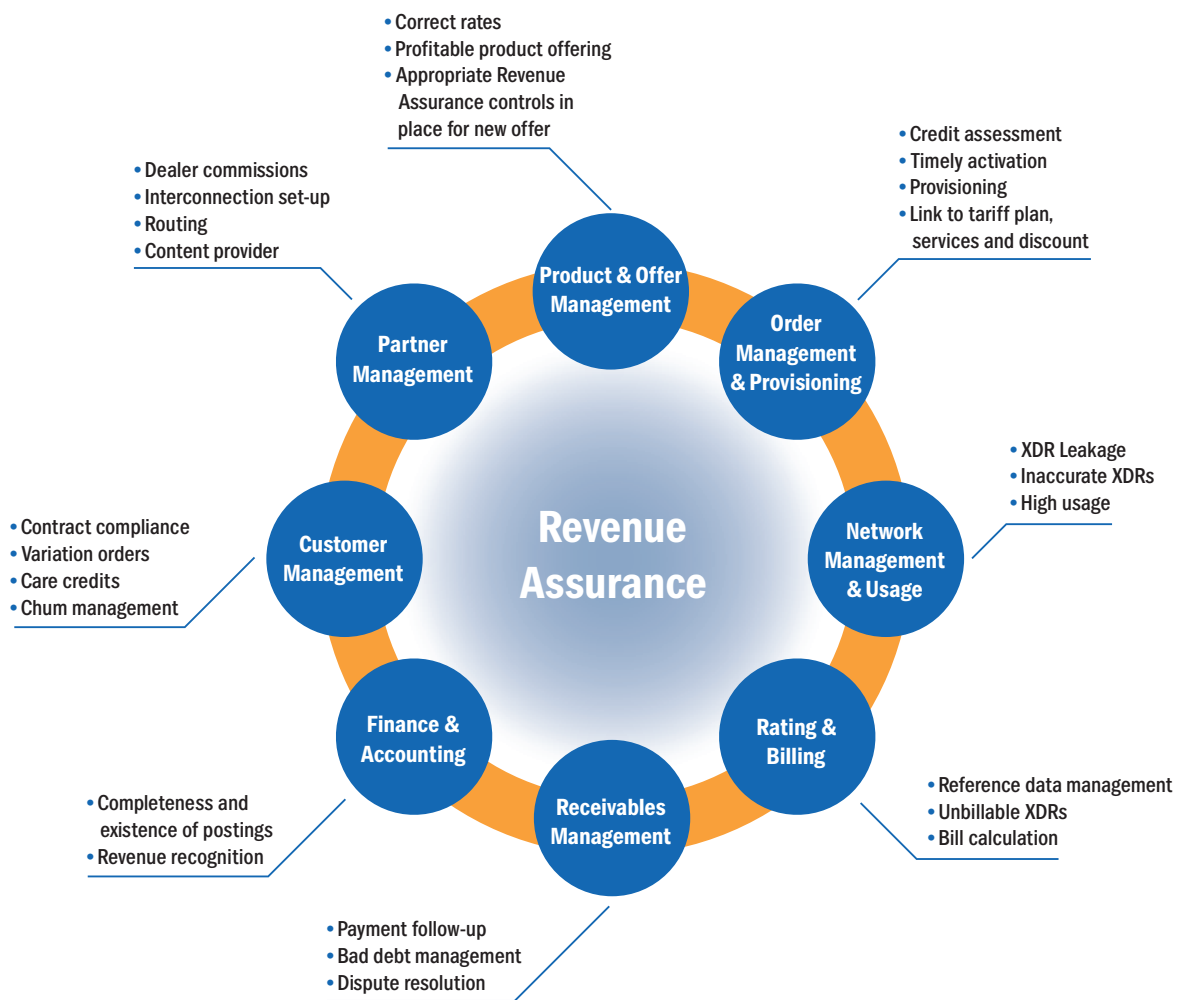 • Correct rates
• Profitable product offering
• Appropriate Revenue
Assurance controls in
place for new offer
• Credit assessment
• Timely activation
• Provisioning
• Link to tariff plan,
services and discount
• Dealer commissions
• Interconnection set-up
• Routing
• Content provider
Product & Offer
Management
Order
Management
& Provisioning
Partner
Management
• XDR Leakage
• Inaccurate XDRs
• High usage
• Contract compliance
• Variation orders
• Care credits
• Chum management
Customer
Management
Revenue
Assurance
Network
Management
& Usage
Finance &
Accounting
Rating &
Billing
Receivables
Management
• Completeness and
existence of postings
• Revenue recognition
• Reference data management
• Unbillable XDRs
• Bill calculation
• Payment follow-up
• Bad debt management
• Dispute resolution